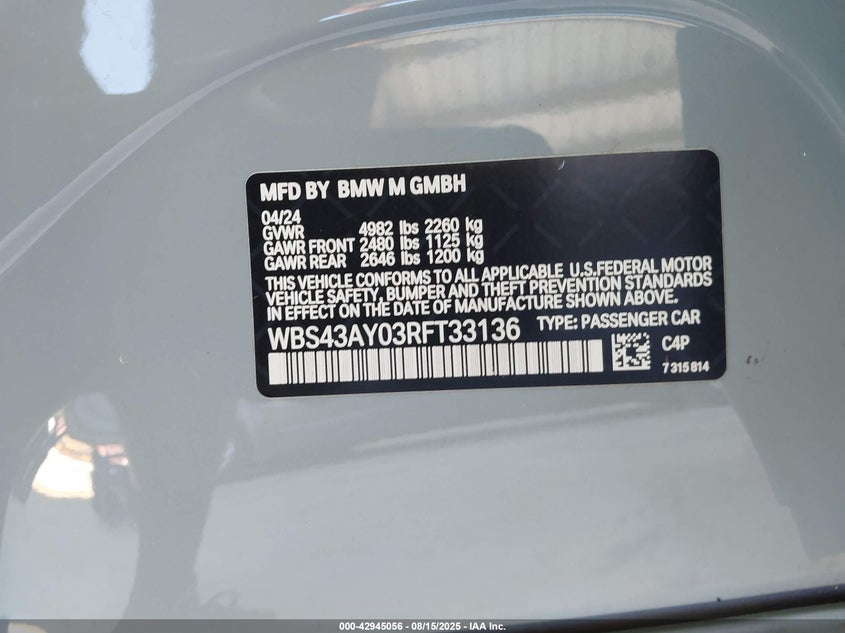 MFD BY BMW M GMBH
04/24
GVWR 4982 lbs 2260 kg
GAWR FRONT 2480 lbs 1125 kg
GAWR REAR 2646 lbs 1200 kg
THIS VEHICLE CONFORMS TO ALL APPLICABLE U.S.FEDERAL MOTOR
VEHICLE SAFETY, BUMPER AND THEFT PREVENTION STANDARDS
IN EFFECT ON THE DATE OF MANUFACTURE SHOWN ABOVE.
WBS43AY03RFT33136 TYPE: PASSENGER CAR
C4P
7315814
000-42945056 - 08/15/2025 - IAA Inc.